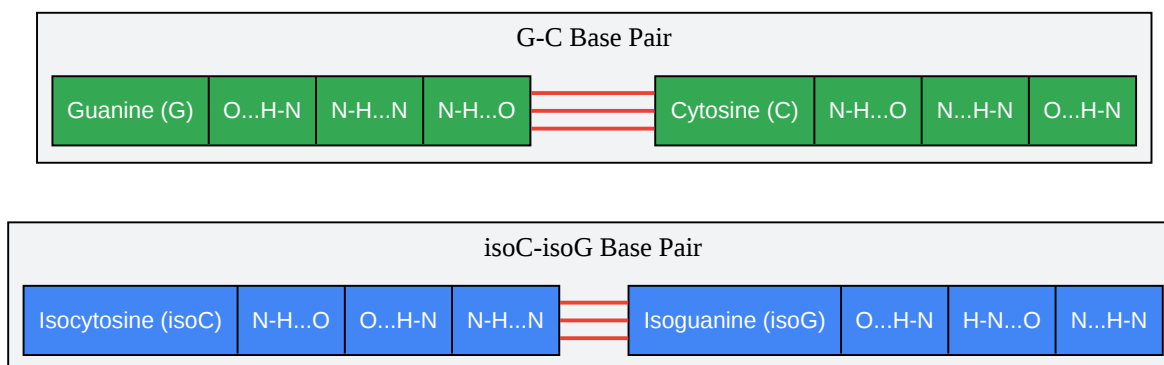 G-C Base Pair
Guanine (G) O...H-N N-H...N N-H...O Cytosine (C) N-H...O N...H-N O...H-N
isoC-isoG Base Pair
Isocytosine (isoC) N-H...O O...H-N N-H...N Isoguanine (isoG) O...H-N H-N...O N...H-N